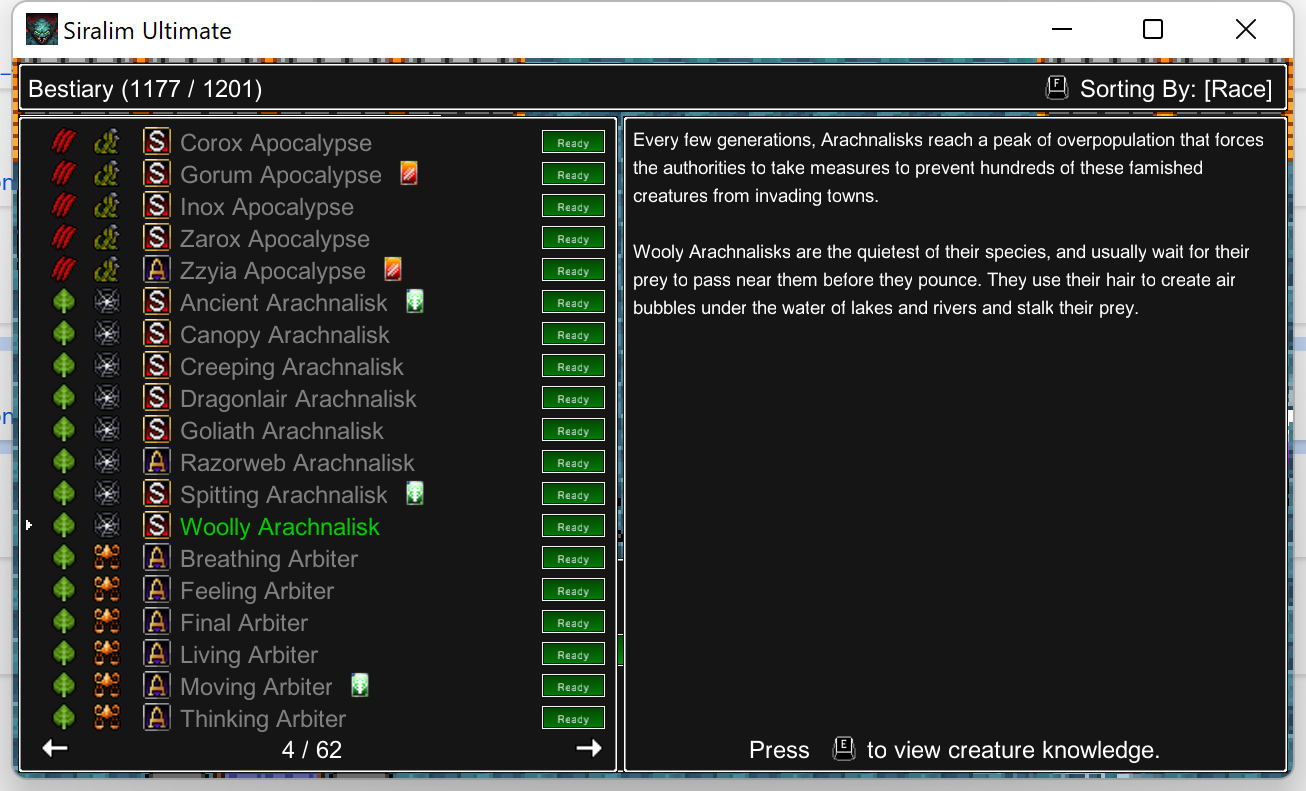 Siralim Ultimate
Bestiary (1177 / 1201)
F Sorting By: [Race]
S Corox Apocalypse Ready
S Gorum Apocalypse Ready
S Inox Apocalypse Ready
S Zarox Apocalypse Ready
A Zzyia Apocalypse Ready
S Ancient Arachnalisk Ready
S Canopy Arachnalisk Ready
S Creeping Arachnalisk Ready
S Dragonlair Arachnalisk Ready
S Goliath Arachnalisk Ready
A Razorweb Arachnalisk Ready
S Spitting Arachnalisk Ready
S Woolly Arachnalisk Ready
A Breathing Arbiter Ready
A Feeling Arbiter Ready
A Final Arbiter Ready
A Living Arbiter Ready
A Moving Arbiter Ready
A Thinking Arbiter Ready
4 / 62
Every few generations, Arachnalisks reach a peak of overpopulation that forces
the authorities to take measures to prevent hundreds of these famished
creatures from invading towns.
Wooly Arachnalisks are the quietest of their species, and usually wait for their
prey to pass near them before they pounce. They use their hair to create air
bubbles under the water of lakes and rivers and stalk their prey.
Press E to view creature knowledge.